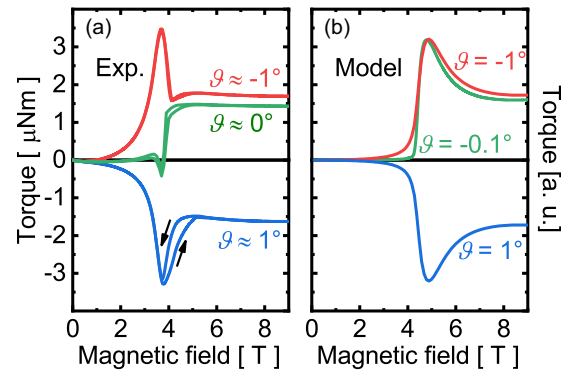 (a)
Exp.
ϑ ≈ -1°
ϑ ≈ 0°
ϑ ≈ 1°
3
2
1
0
-1
-2
-3
Torque [ μNm]
0 2 4 6 8
Magnetic field [ T ]
(b)
Model
ϑ = -1°
ϑ = -0.1°
ϑ = 1°
Torque [a. u.]
0 2 4 6 8
Magnetic field [ T ]